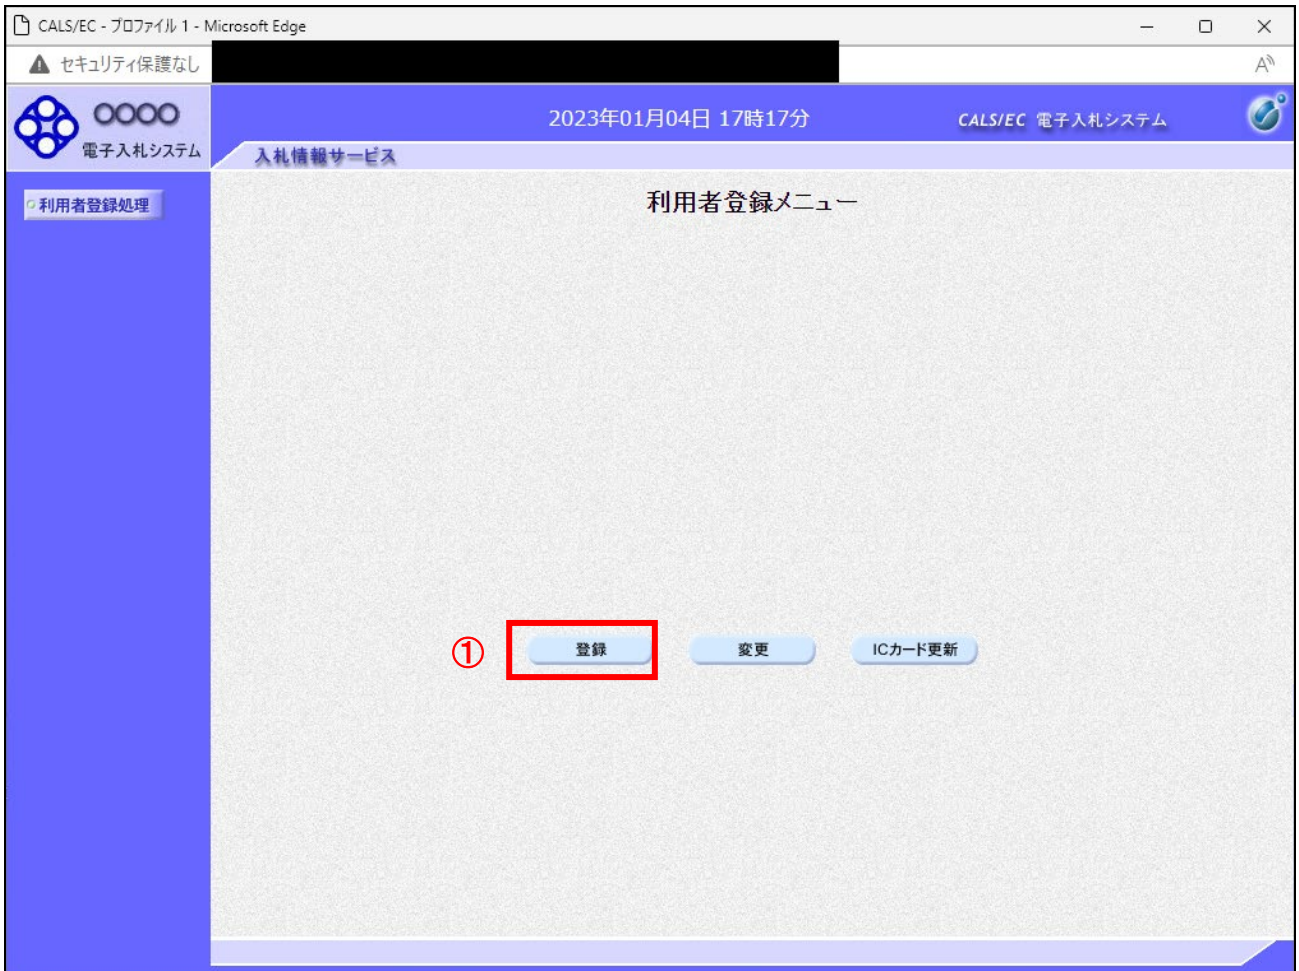 CALS/EC - プロファイル 1 - Microsoft Edge
セキュリティ保護なし
〇〇〇〇
電子入札システム
2023年01月04日 17時17分
CALS/EC 電子入札システム
入札情報サービス
利用者登録処理
利用者登録メニュー
① 登録 変更 ICカード更新